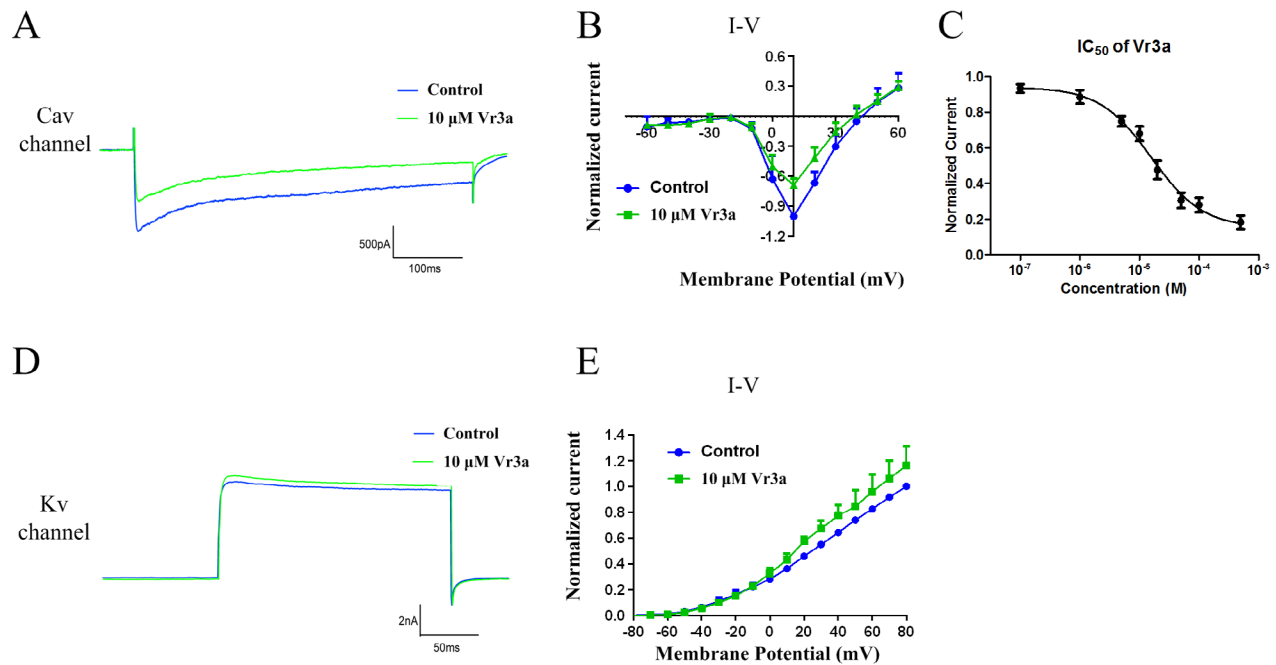 A
Cav
channel
Control
10 μM Vr3a
500pA
100ms
B
I-V
Normalized current
0.6
0.3
-60
-30
0
30
60
-0.3
-0.6
-0.9
-1.2
Control
10 μM Vr3a
Membrane Potential (mV)
C
IC50 of Vr3a
Normalized Current
1.0
0.8
0.6
0.4
0.2
0.0
10-7
10-6
10-5
10-4
10-3
Concentration (M)
D
Kv
channel
Control
10 μM Vr3a
2nA
50ms
E
I-V
Normalized current
1.4
1.2
1.0
0.8
0.6
0.4
0.2
0.0
-80 -60 -40 -20 0 20 40 60 80
Control
10 μM Vr3a
Membrane Potential (mV)